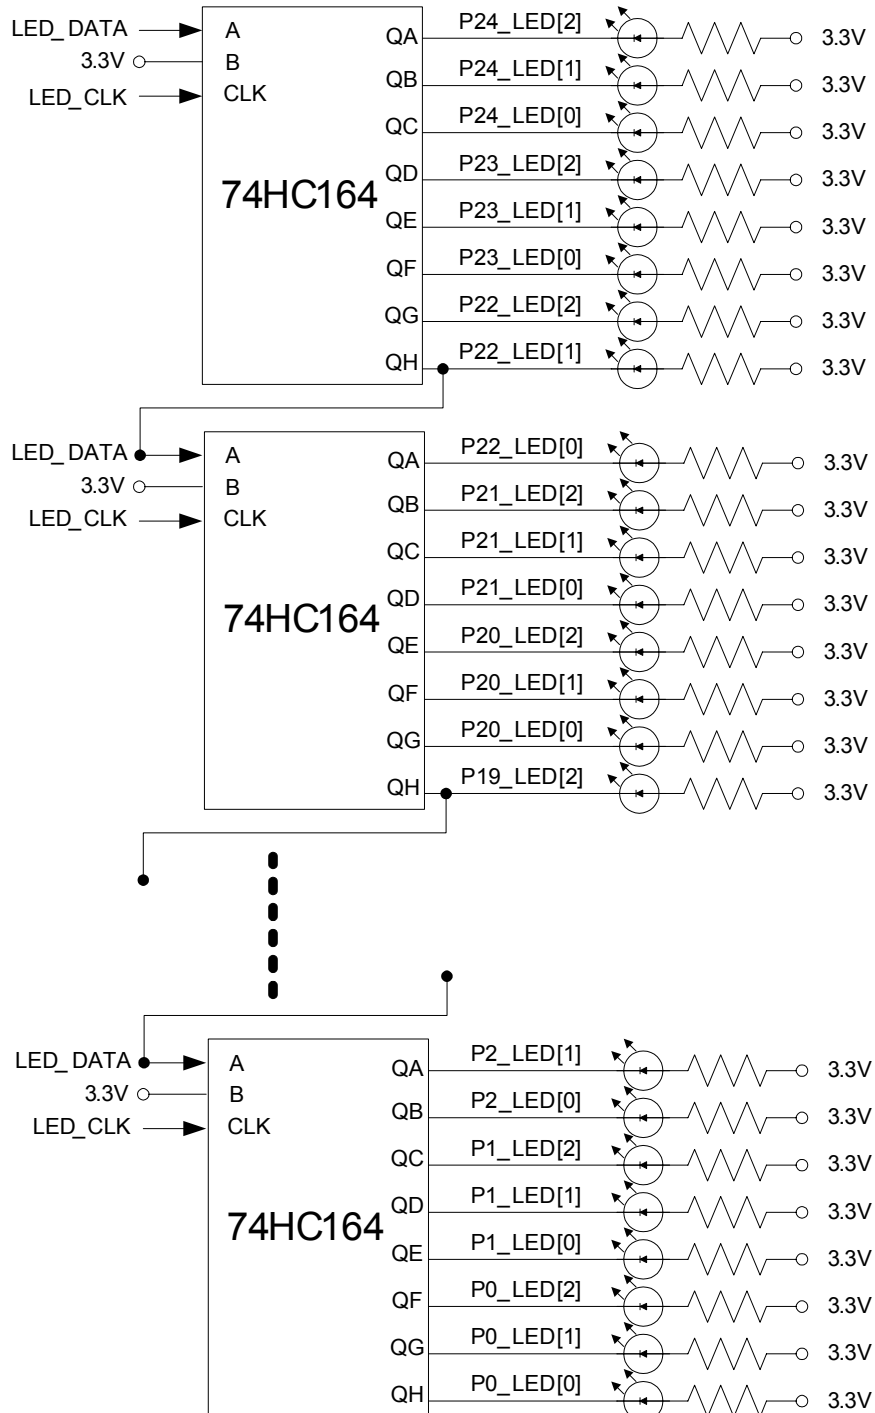 LED_DATA A QA P24_LED[2] 3.3V
3.3V B QB P24_LED[1] 3.3V
LED_CLK CLK QC P24_LED[0] 3.3V
74HC164 QD P23_LED[2] 3.3V
QE P23_LED[1] 3.3V
QF P23_LED[0] 3.3V
QG P22_LED[2] 3.3V
QH P22_LED[1] 3.3V
LED_DATA A QA P22_LED[0] 3.3V
3.3V B QB P21_LED[2] 3.3V
LED_CLK CLK QC P21_LED[1] 3.3V
74HC164 QD P21_LED[0] 3.3V
QE P20_LED[2] 3.3V
QF P20_LED[1] 3.3V
QG P20_LED[0] 3.3V
QH P19_LED[2] 3.3V
LED_DATA A QA P2_LED[1] 3.3V
3.3V B QB P2_LED[0] 3.3V
LED_CLK CLK QC P1_LED[2] 3.3V
74HC164 QD P1_LED[1] 3.3V
QE P1_LED[0] 3.3V
QF P0_LED[2] 3.3V
QG P0_LED[1] 3.3V
QH P0_LED[0] 3.3V